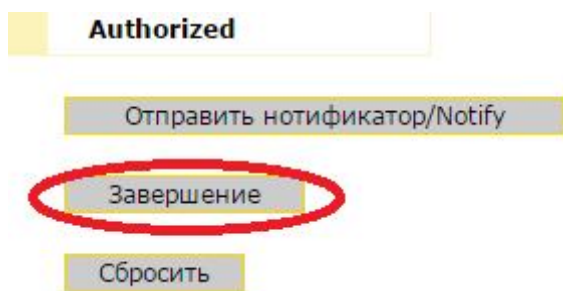 Authorized
Отправить нотификатор/Notify
Завершение
Сбросить